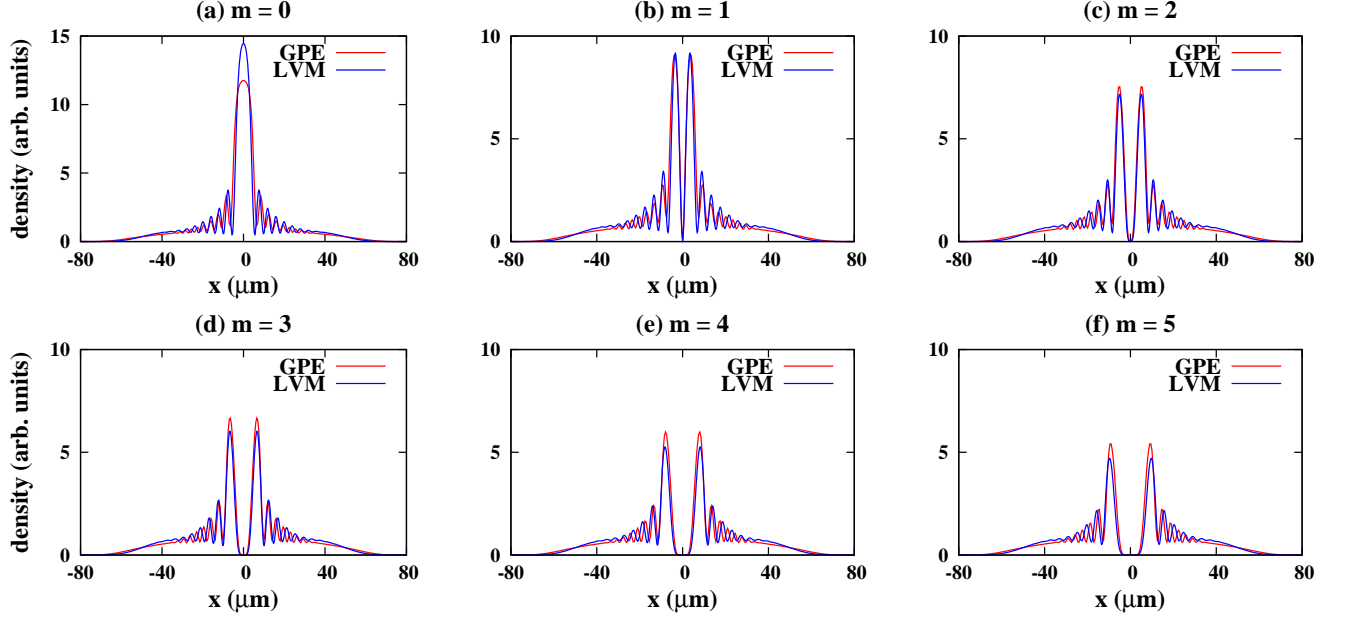 (a) m = 0
density (arb. units)
15
10
5
0
GPE
LVM
-80 -40 0 40 80
x (μm)
(b) m = 1
10
5
0
GPE
LVM
-80 -40 0 40 80
x (μm)
(c) m = 2
10
5
0
GPE
LVM
-80 -40 0 40 80
x (μm)
(d) m = 3
density (arb. units)
10
5
0
GPE
LVM
-80 -40 0 40 80
x (μm)
(e) m = 4
10
5
0
GPE
LVM
-80 -40 0 40 80
x (μm)
(f) m = 5
10
5
0
GPE
LVM
-80 -40 0 40 80
x (μm)